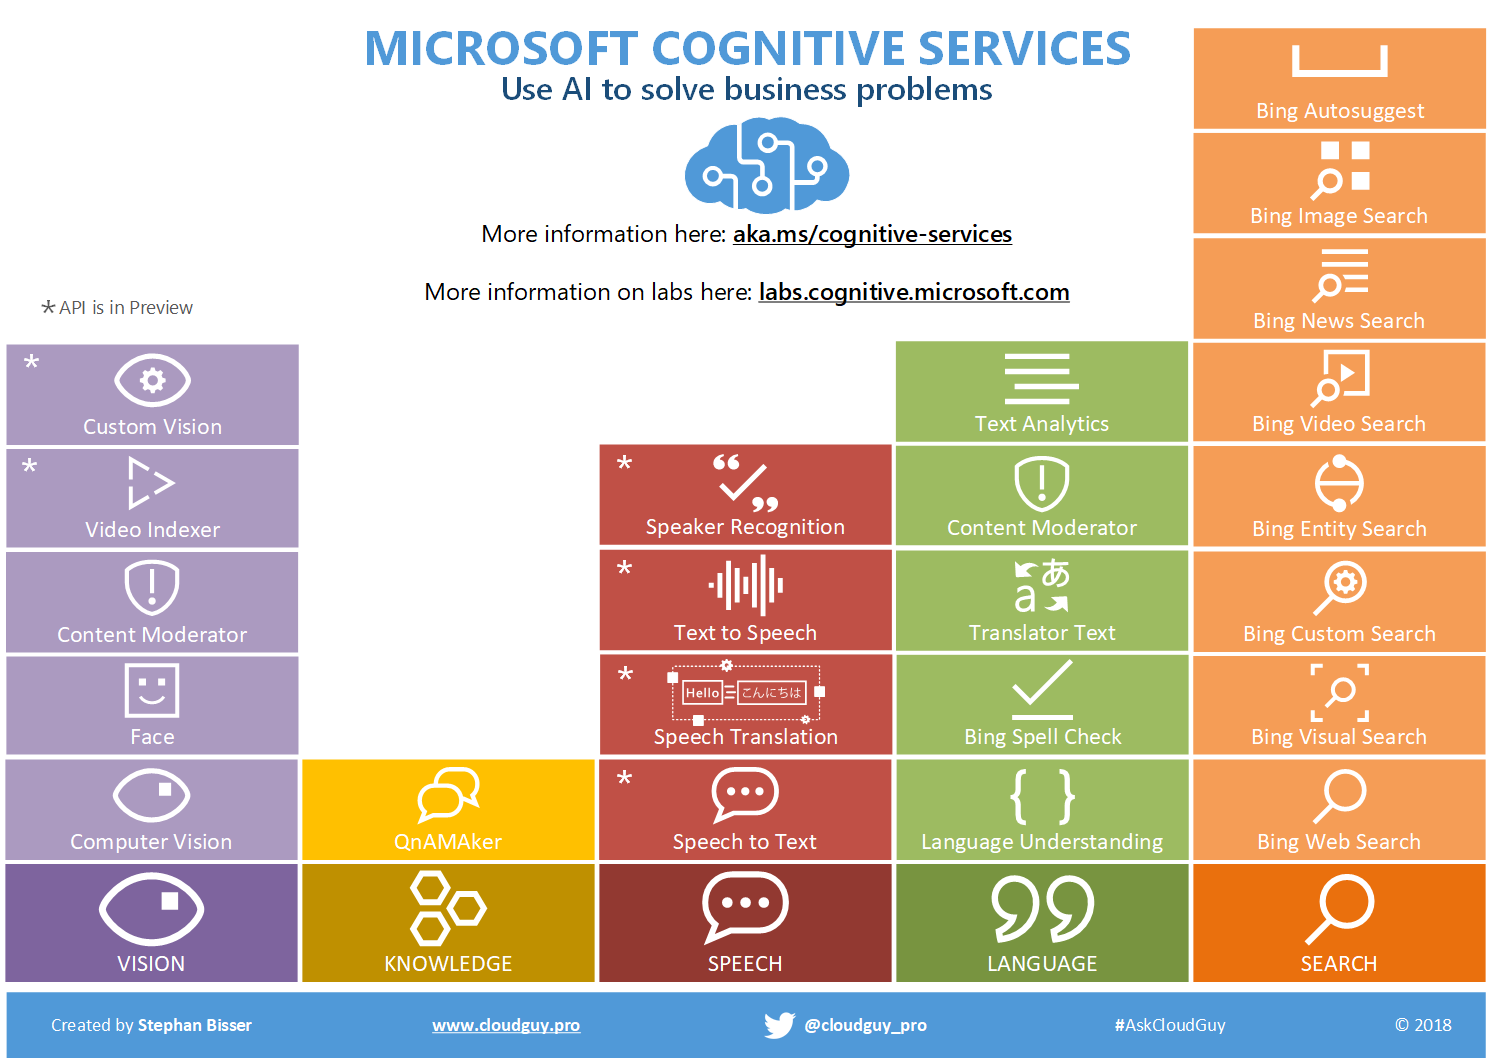 MICROSOFT COGNITIVE SERVICES
Use AI to solve business problems
More information here: aka.ms/cognitive-services
More information on labs here: labs.cognitive.microsoft.com
* API is in Preview
*
Custom Vision
*
Video Indexer
Content Moderator
Face
Computer Vision
VISION
QnAMAker
KNOWLEDGE
*
Speaker Recognition
*
Text to Speech
*
Hello
こんにちは
Speech Translation
*
Speech to Text
SPEECH
Text Analytics
Content Moderator
あ
a
Translator Text
Bing Spell Check
{ }
Language Understanding
LANGUAGE
Bing Autosuggest
Bing Image Search
Bing News Search
Bing Video Search
Bing Entity Search
Bing Custom Search
Bing Visual Search
Bing Web Search
SEARCH
Created by Stephan Bisser
www.cloudguy.pro
@cloudguy_pro
#AskCloudGuy
© 2018